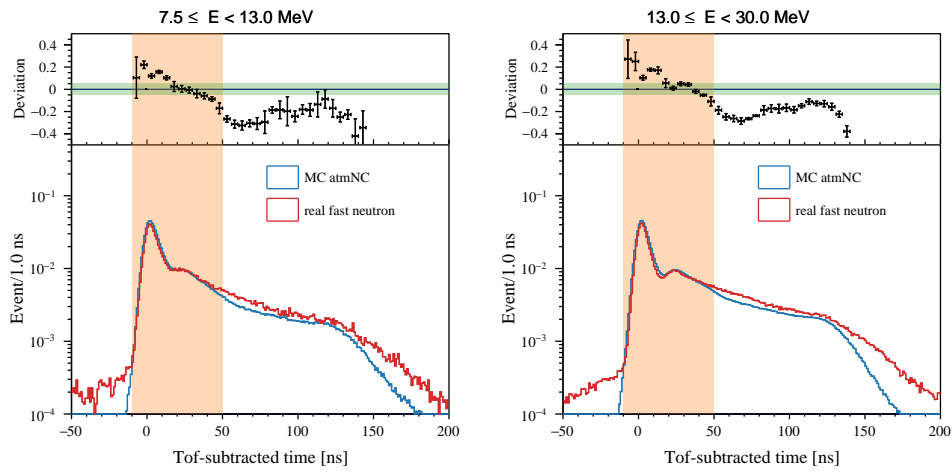 7.5 ≤ E < 13.0 MeV
0.4
0.2
0
−0.2
−0.4
Deviation
MC atmNC
real fast neutron
10⁻¹
10⁻²
10⁻³
10⁻⁴
Event/1.0 ns
−50 0 50 100 150 200
Tof-subtracted time [ns]
13.0 ≤ E < 30.0 MeV
0.4
0.2
0
−0.2
−0.4
Deviation
MC atmNC
real fast neutron
10⁻¹
10⁻²
10⁻³
10⁻⁴
Event/1.0 ns
−50 0 50 100 150 200
Tof-subtracted time [ns]